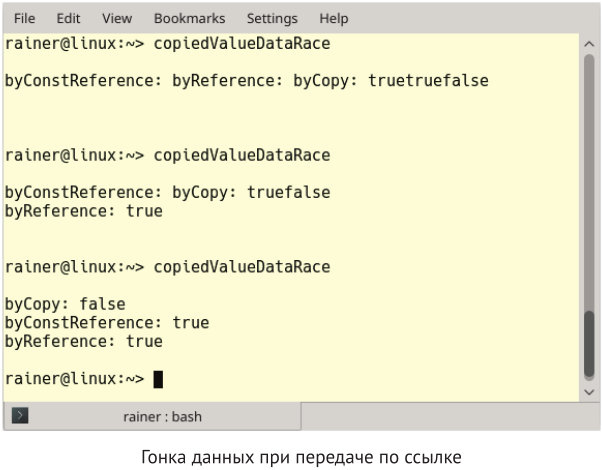 File Edit View Bookmarks Settings Help
rainer@linux:~> copiedValueDataRace
byConstReference: byReference: byCopy: truetruefalse
rainer@linux:~> copiedValueDataRace
byConstReference: byCopy: truefalse
byReference: true
rainer@linux:~> copiedValueDataRace
byCopy: false
byConstReference: true
byReference: true
rainer@linux:~>
rainer : bash
Гонка данных при передаче по ссылке